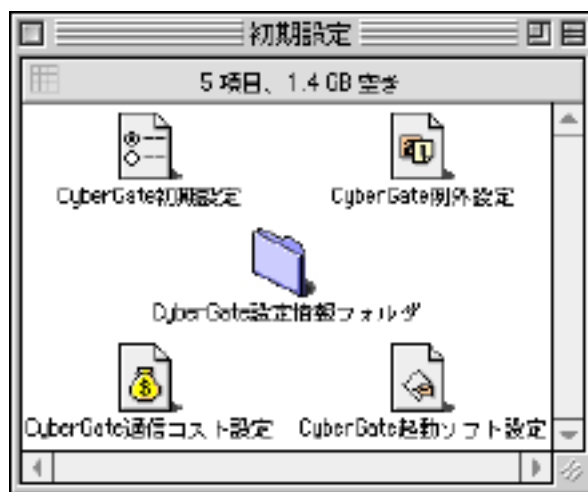 初期設定
5 項目、1.4 GB 空き
CyberGate初期設定
CyberGate例外設定
CyberGate設定情報フォルダ
CyberGate通信コスト設定
CyberGate起動ソフト設定